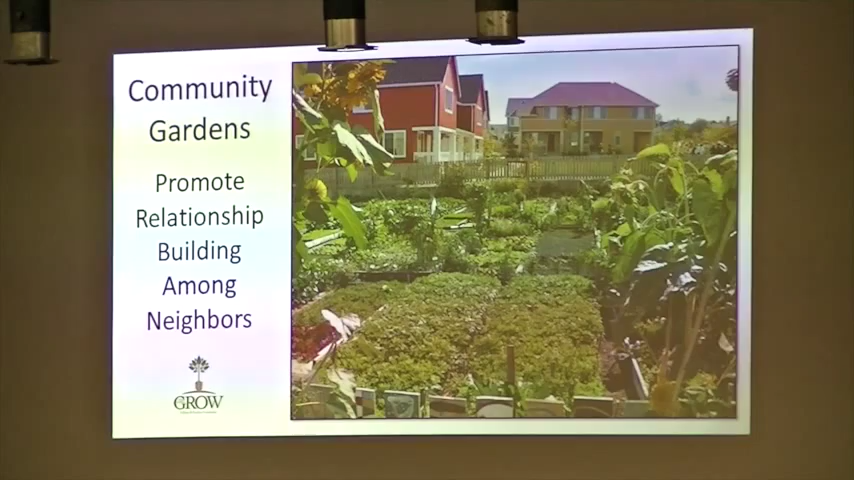 Community
Gardens
Promote
Relationship
Building
Among
Neighbors
GROW